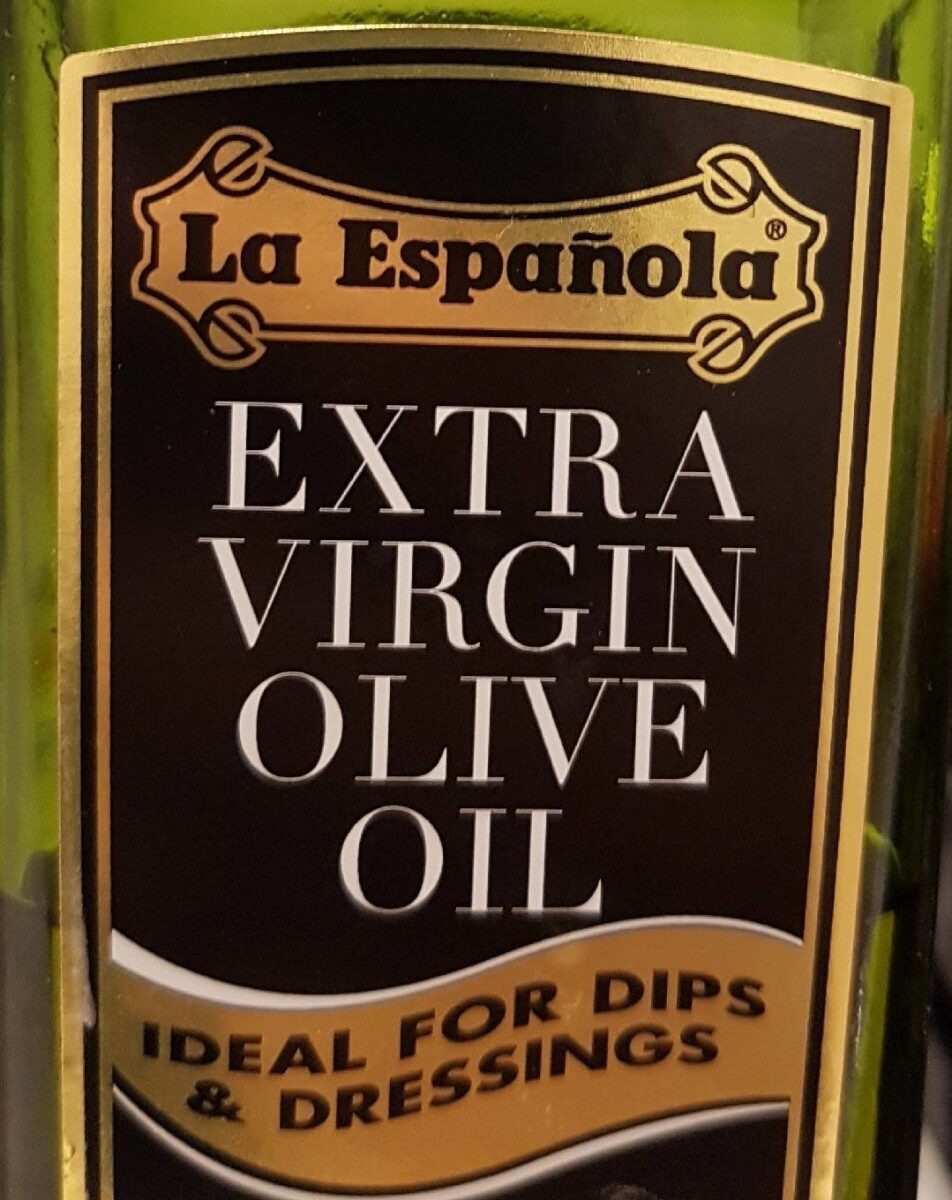 La Española®
EXTRA
VIRGIN
OLIVE
OIL
IDEAL FOR DIPS
& DRESSINGS